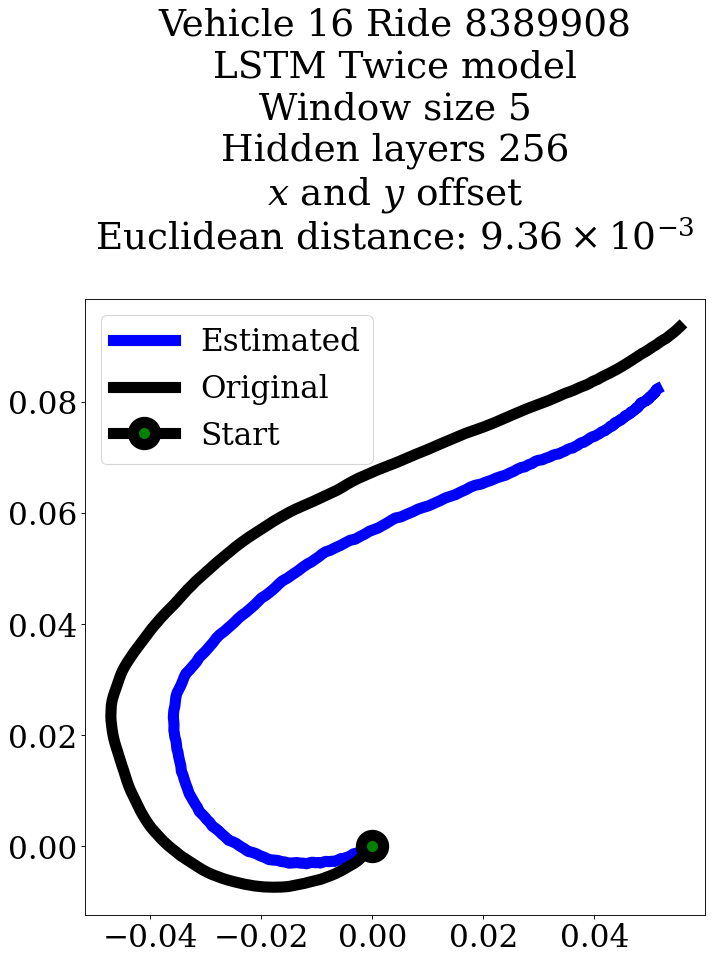 Vehicle 16 Ride 8389908
LSTM Twice model
Window size 5
Hidden layers 256
x and y offset
Euclidean distance: 9.36 × 10⁻³
Estimated
Original
Start
0.08
0.06
0.04
0.02
0.00
−0.04 −0.02 0.00 0.02 0.04